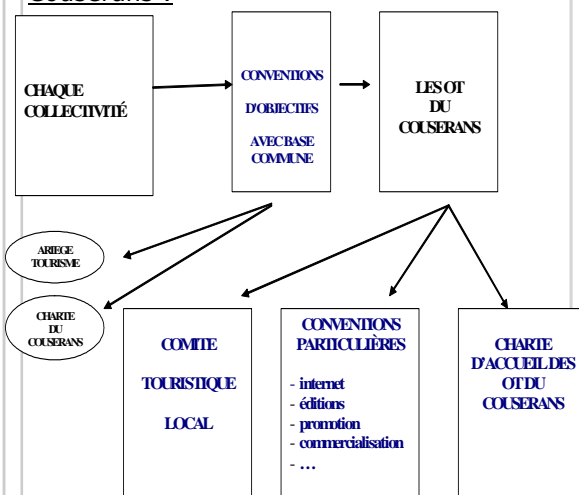 Couserans :
CHAQUE
COLLECTIVITÉ
CONVENTIONS
D'OBJECTIFS
AVEC BASE
COMMUNE
LES OT
DU
COUSERANS
ARIEGE
TOURISME
CHARTE
DU
COUSERANS
COMITE
TOURISTIQUE
LOCAL
CONVENTIONS
PARTICULIÈRES
- internet
- éditions
- promotion
- commercialisation
- …
CHARTE
D'ACCUEIL DES
OT DU
COUSERANS